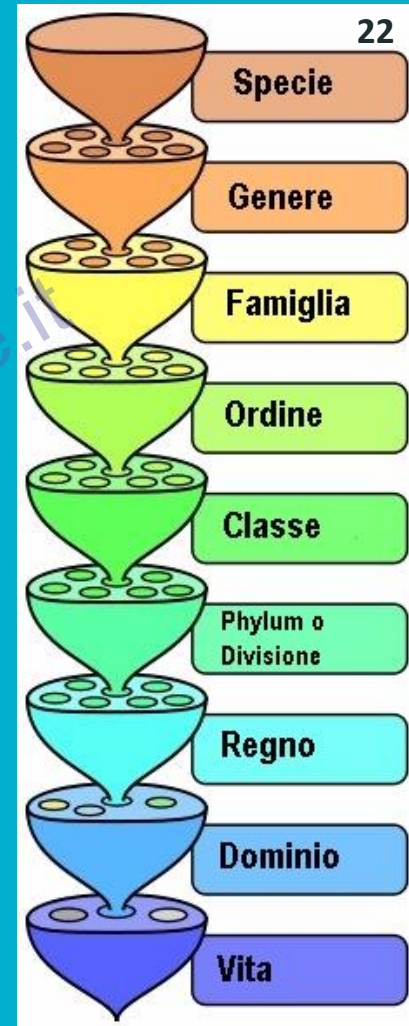 22
Specie
Genere
Famiglia
Ordine
Classe
Phylum o
Divisione
Regno
Dominio
Vita